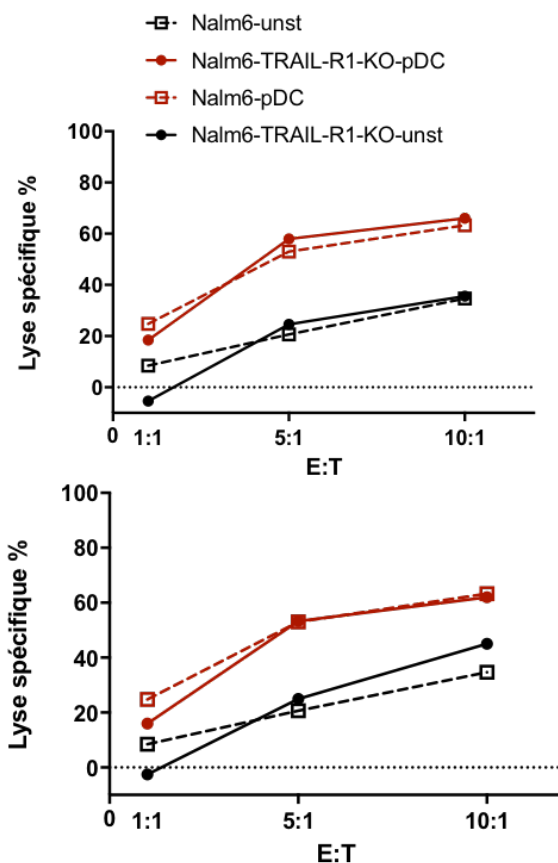 Nalm6-unst
Nalm6-TRAIL-R1-KO-pDC
Nalm6-pDC
Nalm6-TRAIL-R1-KO-unst
Lyse spécifique %
100
80
60
40
20
0
0 1:1 5:1 10:1
E:T
Lyse spécifique %
100
80
60
40
20
0
0 1:1 5:1 10:1
E:T